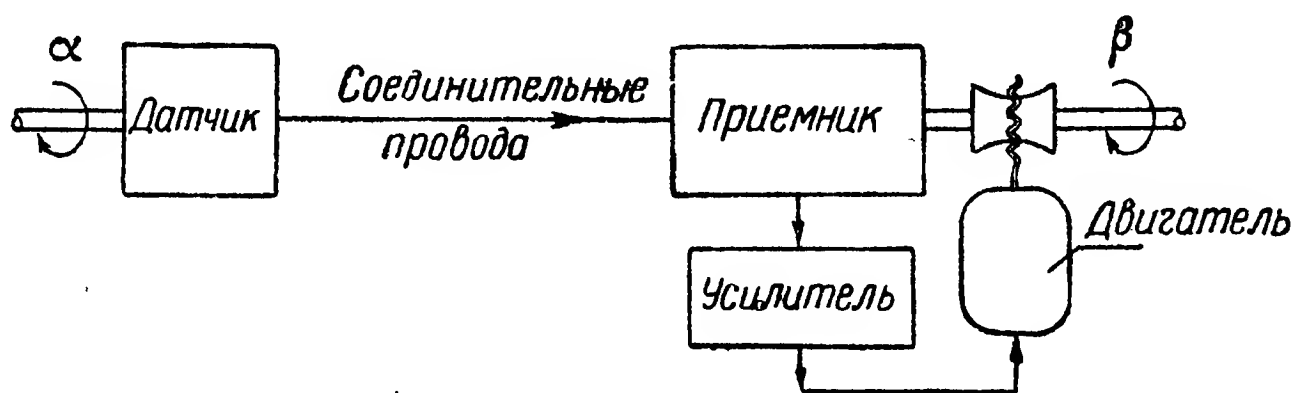 α
Датчик
Соединительные
провода
Приемник
β
Усилитель
Двигатель